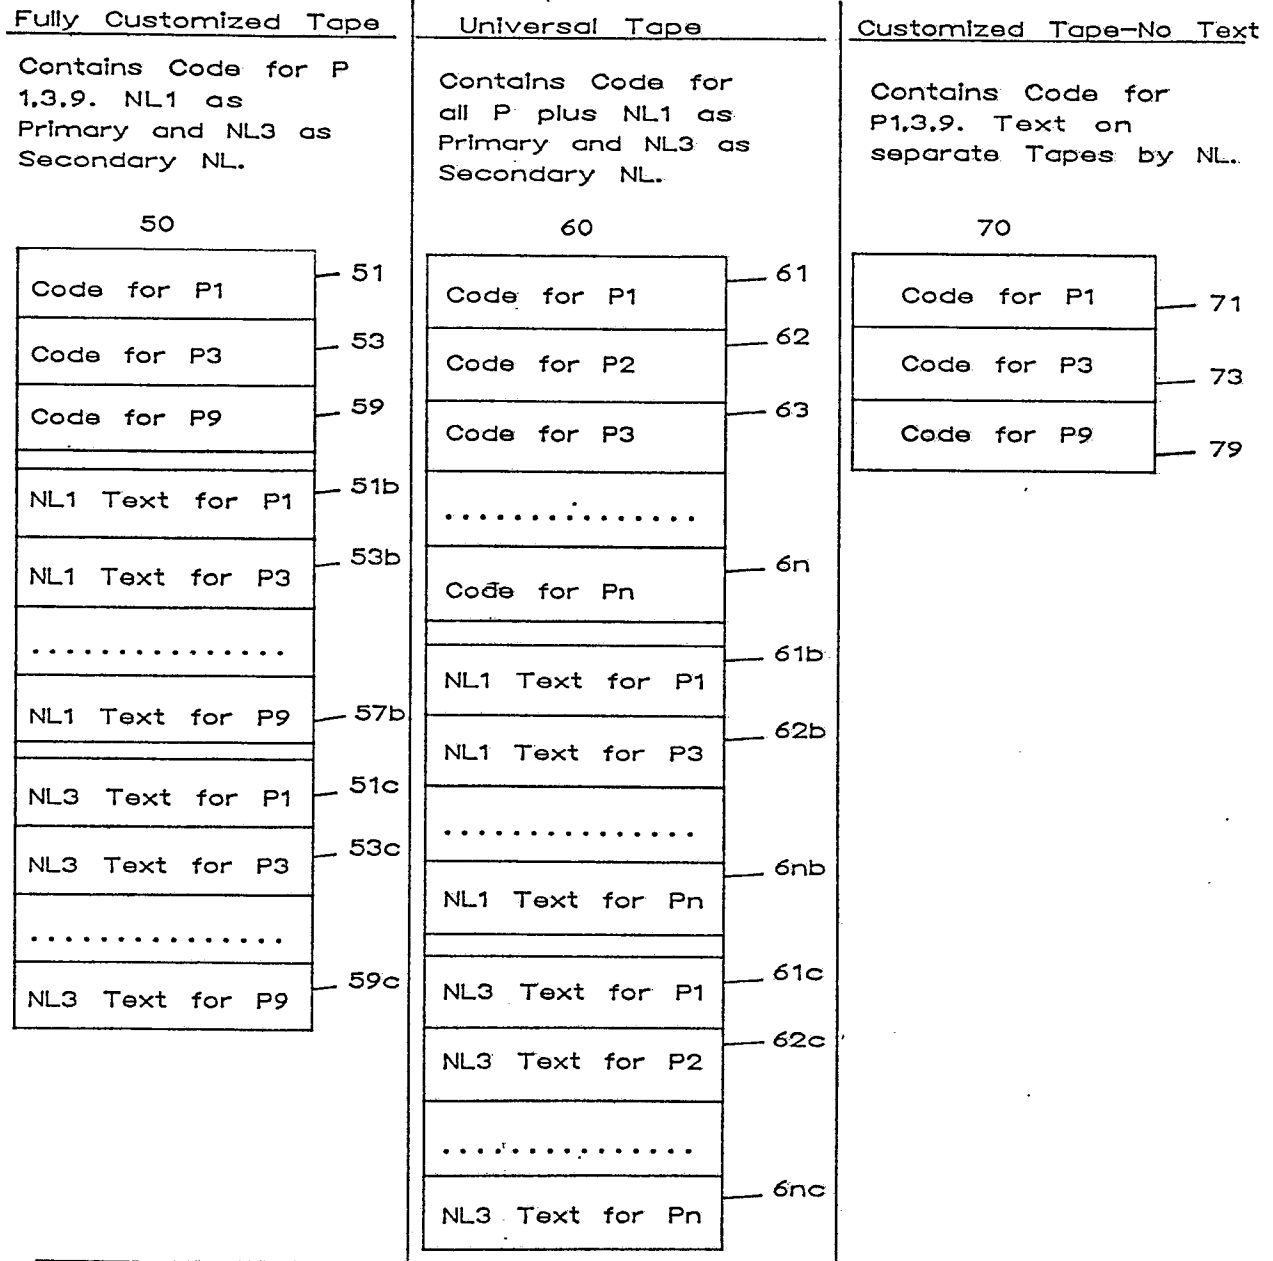 Fully Customized Tape
Contains Code for P
1,3,9. NL1 as
Primary and NL3 as
Secondary NL.
50
Code for P1
51
Code for P3
53
Code for P9
59
NL1 Text for P1
51b
NL1 Text for P3
53b
...............
NL1 Text for P9
57b
NL3 Text for P1
51c
NL3 Text for P3
53c
...............
NL3 Text for P9
59c
Universal Tape
Contains Code for
all P plus NL1 as
Primary and NL3 as
Secondary NL.
60
Code for P1
61
Code for P2
62
Code for P3
63
...............
Code for Pn
6n
NL1 Text for P1
61b
NL1 Text for P3
62b
...............
NL1 Text for Pn
6nb
NL3 Text for P1
61c
NL3 Text for P2
62c
...............
NL3 Text for Pn
6nc
Customized Tape-No Text
Contains Code for
P1,3,9. Text on
separate Tapes by NL.
70
Code for P1
71
Code for P3
73
Code for P9
79